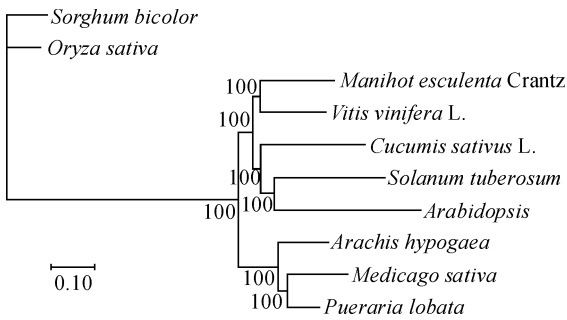 Sorghum bicolor
Oryza sativa
100
Manihot esculenta Crantz
Vitis vinifera L.
100
Cucumis sativus L.
100
Solanum tuberosum
100
Arabidopsis
100
Arachis hypogaea
100
Medicago sativa
100
Pueraria lobata
0.10